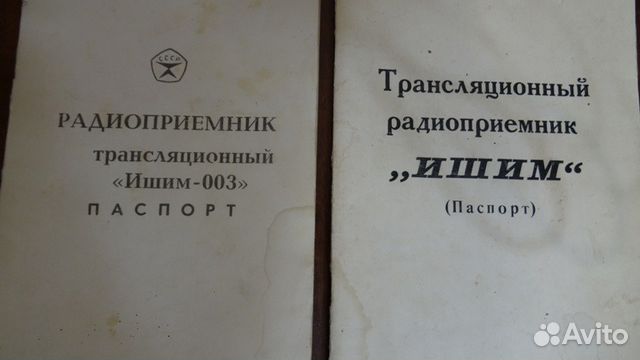 СССР
РАДИОПРИЕМНИК
трансляционный
«Ишим-003»
ПАСПОРТ
Трансляционный
радиоприемник
„ИШИМ“
(Паспорт)
Avito